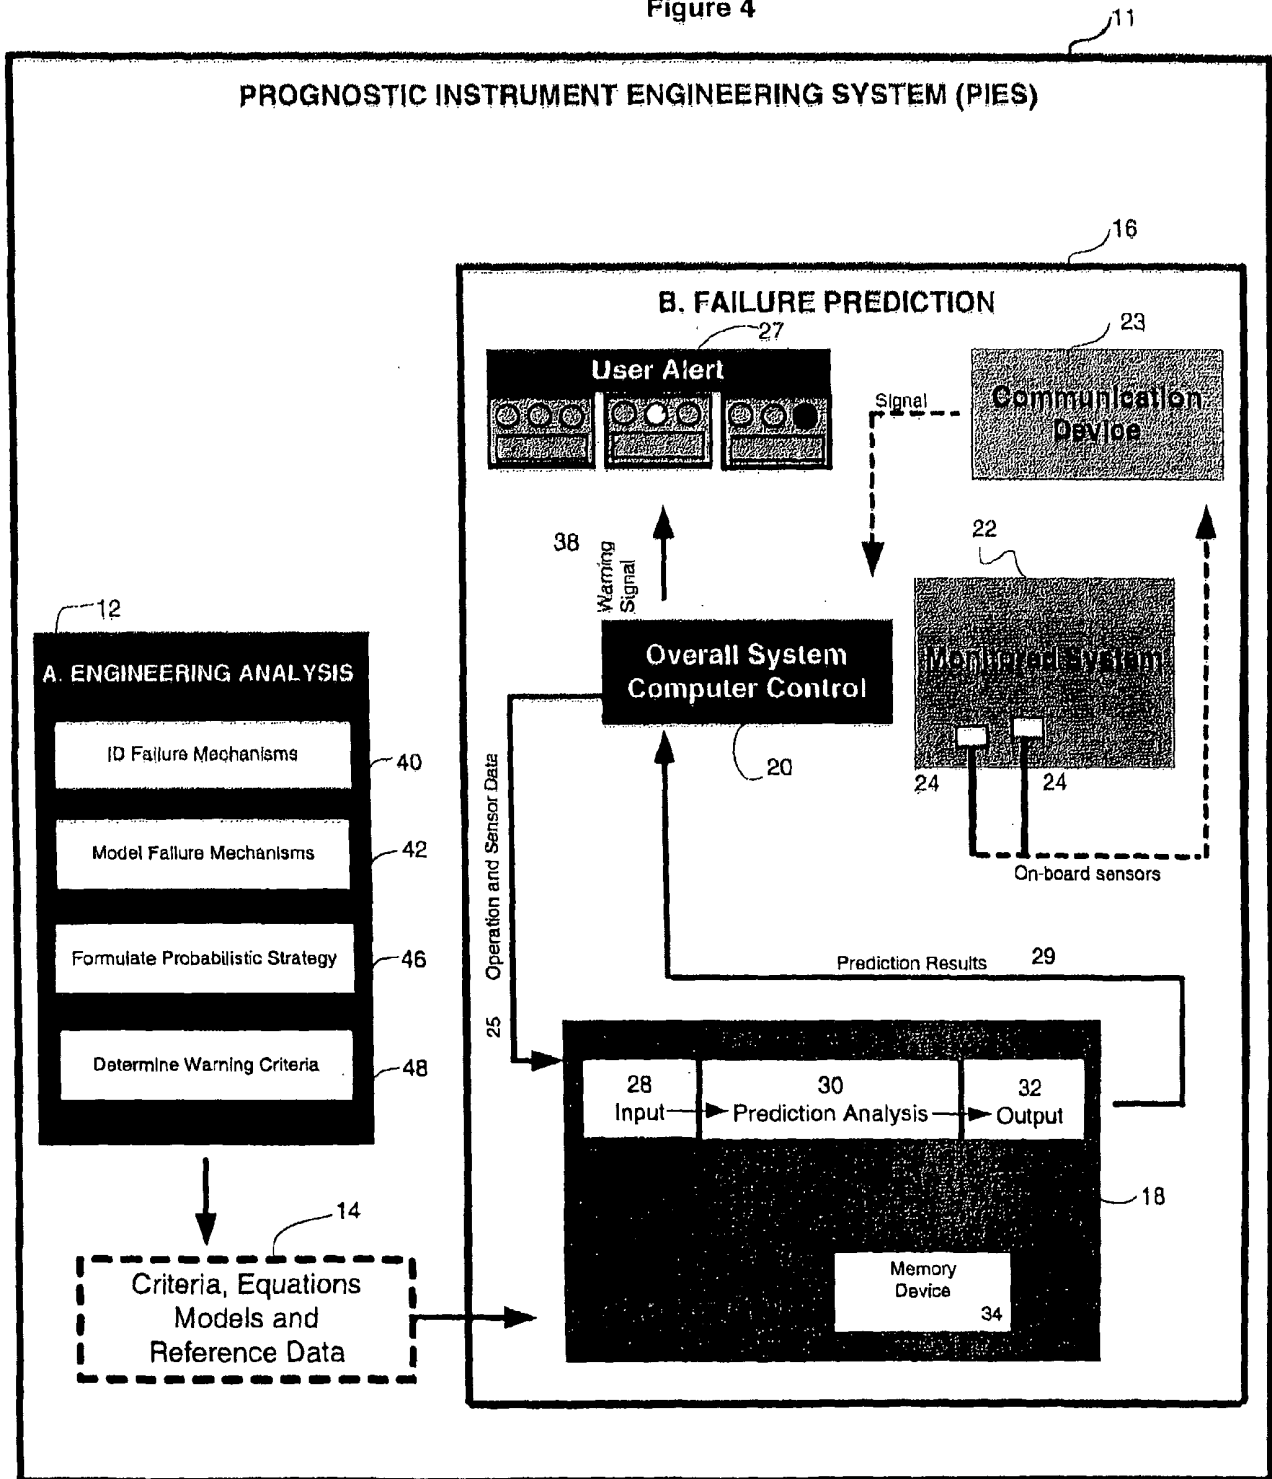 Figure 4
11
PROGNOSTIC INSTRUMENT ENGINEERING SYSTEM (PIES)
16
B. FAILURE PREDICTION
27
User Alert
23
Communication
Device
Signal
38
Warning
Signal
22
Monitored System
24
24
On-board sensors
Overall System
Computer Control
20
12
A. ENGINEERING ANALYSIS
ID Failure Mechanisms
40
Model Failure Mechanisms
42
Formulate Probabilistic Strategy
46
Determine Warning Criteria
48
25
Operation and Sensor Data
Prediction Results
29
28
Input
30
Prediction Analysis
32
Output
18
Memory
Device
34
14
Criteria, Equations
Models and
Reference Data